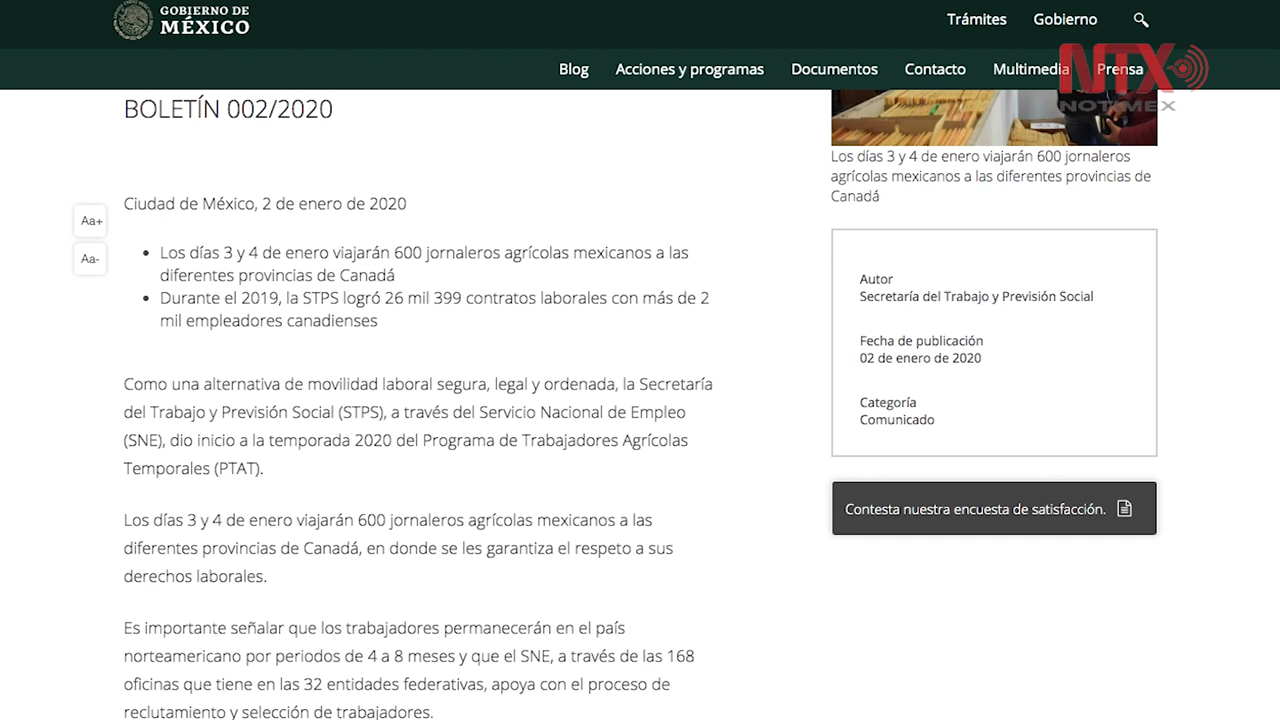 GOBIERNO DE
MÉXICO
Trámites Gobierno
Blog Acciones y programas Documentos Contacto Multimedia Prensa
NTX
NOTIMEX
BOLETÍN 002/2020
Ciudad de México, 2 de enero de 2020
Los días 3 y 4 de enero viajarán 600 jornaleros agrícolas mexicanos a las
diferentes provincias de Canadá
Durante el 2019, la STPS logró 26 mil 399 contratos laborales con más de 2
mil empleadores canadienses
Como una alternativa de movilidad laboral segura, legal y ordenada, la Secretaría
del Trabajo y Previsión Social (STPS), a través del Servicio Nacional de Empleo
(SNE), dio inicio a la temporada 2020 del Programa de Trabajadores Agrícolas
Temporales (PTAT).
Los días 3 y 4 de enero viajarán 600 jornaleros agrícolas mexicanos a las
diferentes provincias de Canadá, en donde se les garantiza el respeto a sus
derechos laborales.
Es importante señalar que los trabajadores permanecerán en el país
norteamericano por periodos de 4 a 8 meses y que el SNE, a través de las 168
oficinas que tiene en las 32 entidades federativas, apoya con el proceso de
reclutamiento y selección de trabajadores.
Aa+
Aa-
Los días 3 y 4 de enero viajarán 600 jornaleros
agrícolas mexicanos a las diferentes provincias de
Canadá
Autor
Secretaría del Trabajo y Previsión Social
Fecha de publicación
02 de enero de 2020
Categoría
Comunicado
Contesta nuestra encuesta de satisfacción.